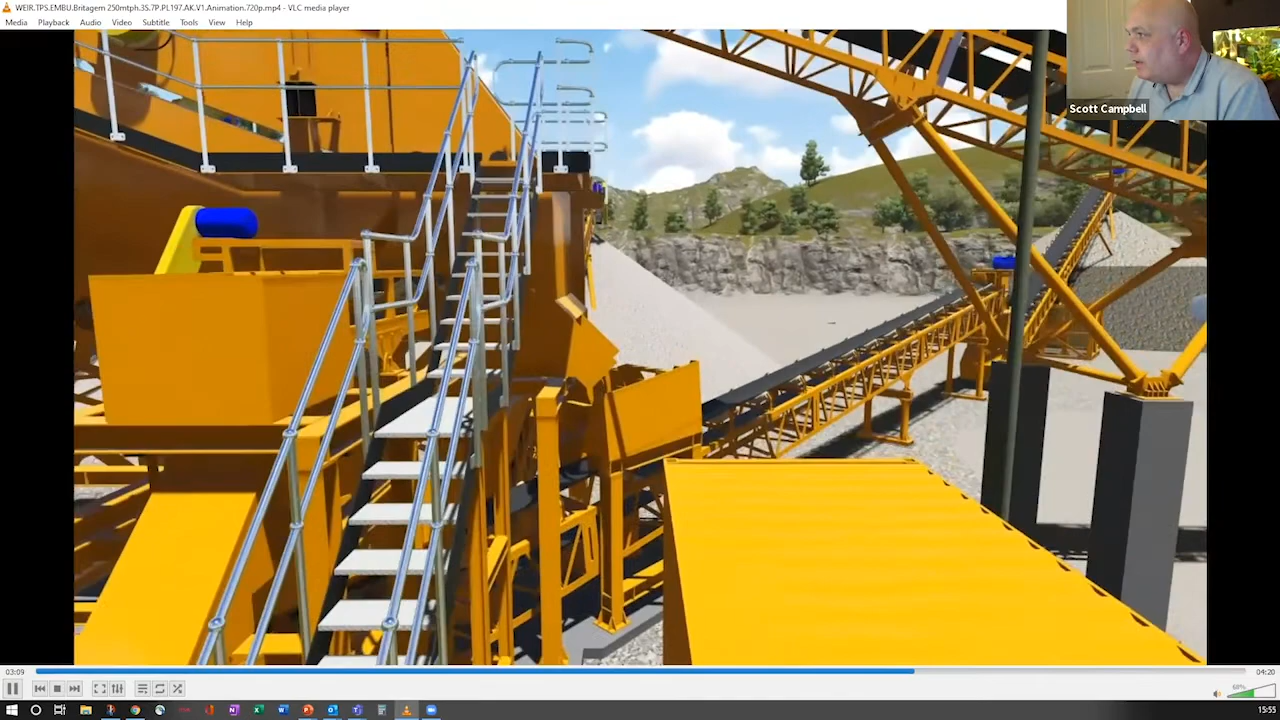 WEIR.TPS.EMBU.Britagem 250mtph.3S.7P.PL197.AK.V1.Animation.720p.mp4 - VLC media player
Media Playback Audio Video Subtitle Tools View Help
Scott Campbell
03:09
04:20
68%
15:55